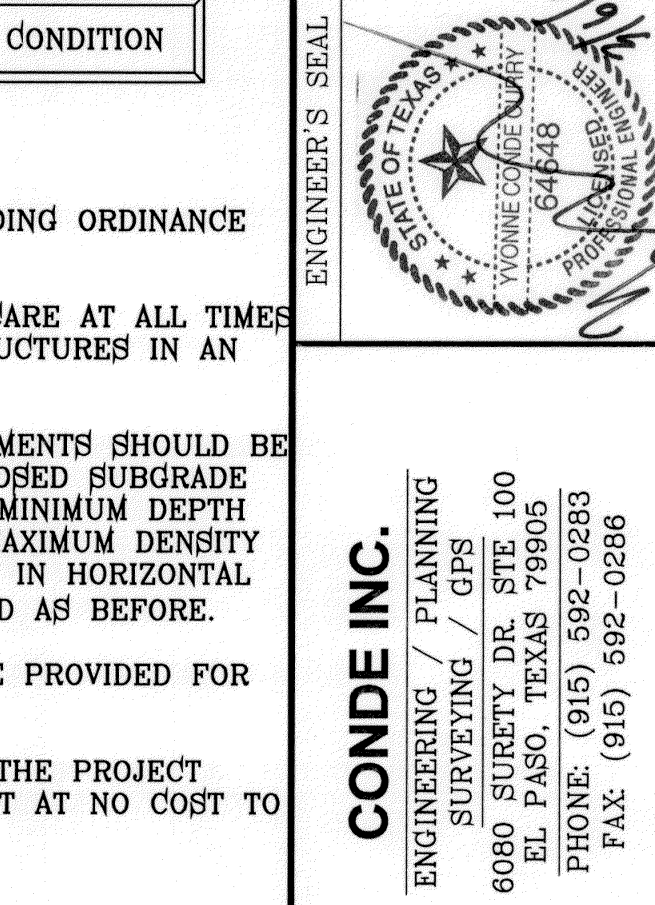 CONDITION
DING ORDINANCE
CARE AT ALL TIMES
UCTURES IN AN
MENTS SHOULD BE
OSED SUBGRADE
MINIMUM DEPTH
AXIMUM DENSITY
IN HORIZONTAL
D AS BEFORE.
E PROVIDED FOR
THE PROJECT
T AT NO COST TO
ENGINEER'S SEAL
STATE OF TEXAS
YVONNE CONDE CURRY
64648
LICENSED
PROFESSIONAL ENGINEER
CONDE INC.
ENGINEERING / PLANNING
SURVEYING / GPS
6080 SURETY DR. STE 100
EL PASO, TEXAS 79905
PHONE: (915) 592-0283
FAX: (915) 592-0286